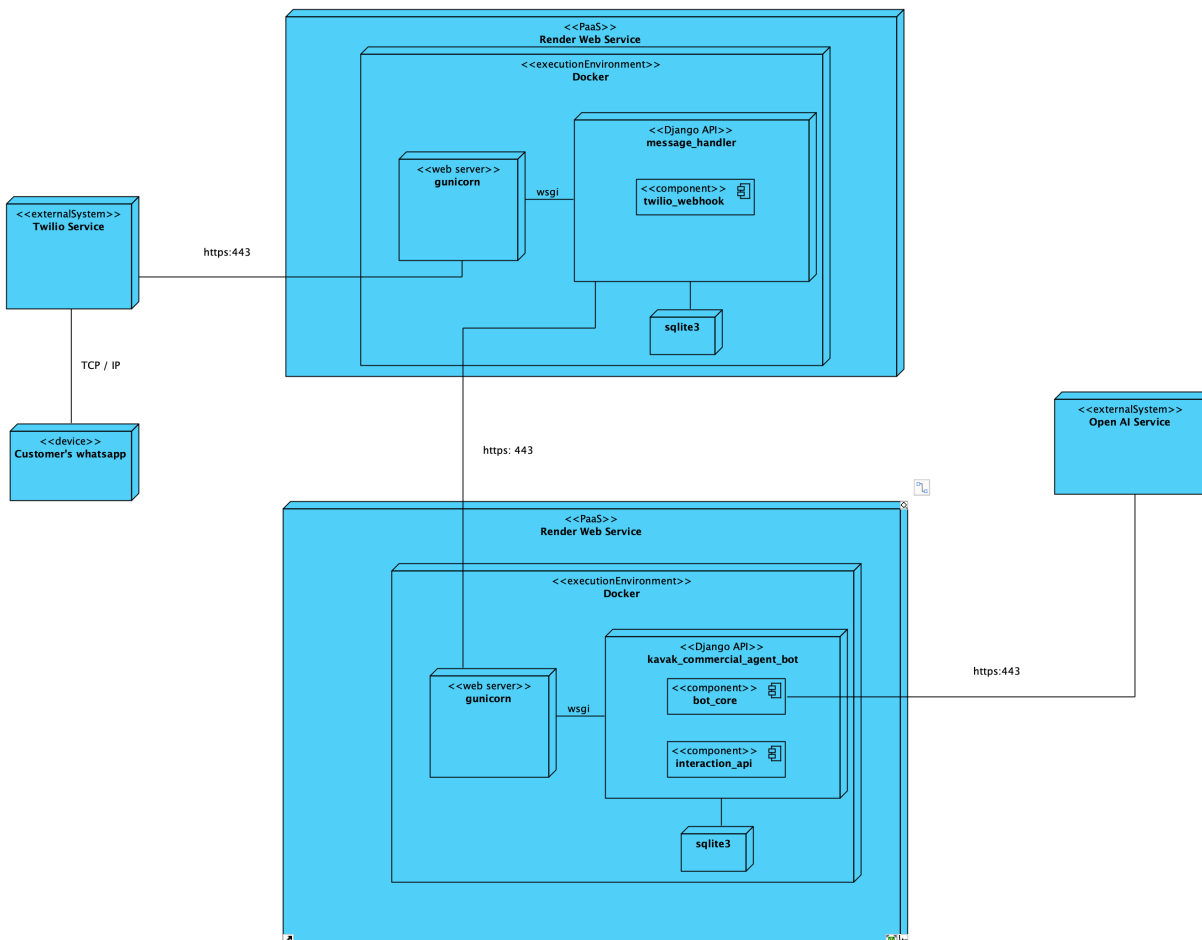 <<PaaS>>
Render Web Service
<<executionEnvironment>>
Docker
<<Django API>>
message_handler
<<web server>>
gunicorn
wsgi
<<component>>
twilio_webhook
<<externalSystem>>
Twilio Service
https:443
sqlite3
TCP / IP
<<device>>
Customer's whatsapp
<<externalSystem>>
Open AI Service
https: 443
<<PaaS>>
Render Web Service
<<executionEnvironment>>
Docker
<<Django API>>
kavak_commercial_agent_bot
<<web server>>
gunicorn
wsgi
<<component>>
bot_core
https:443
<<component>>
interaction_api
sqlite3